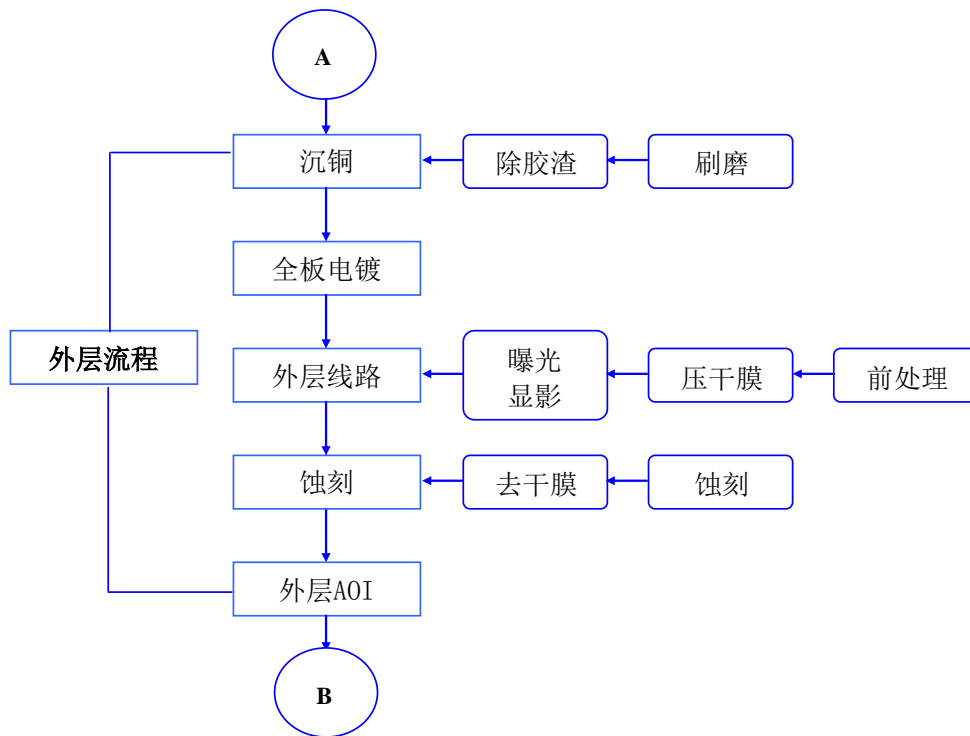 A
沉铜
除胶渣
刷磨
全板电镀
外层流程
外层线路
曝光
显影
压干膜
前处理
蚀刻
去干膜
蚀刻
外层AOI
B